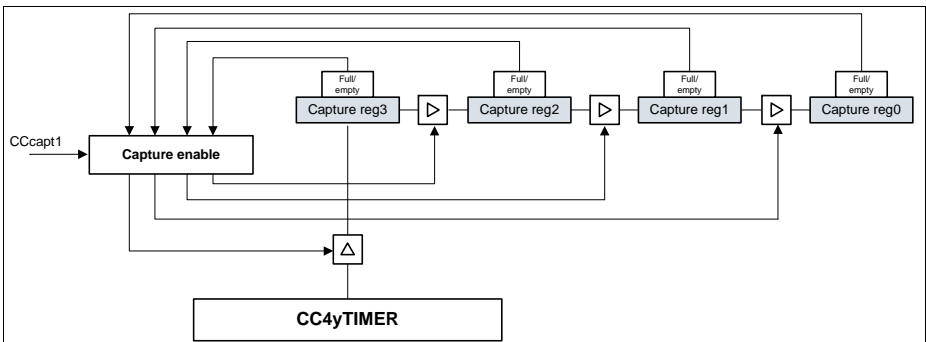 Full/
empty
Full/
empty
Full/
empty
Full/
empty
Capture reg3
Capture reg2
Capture reg1
Capture reg0
CCcapt1
Capture enable
CC4yTIMER